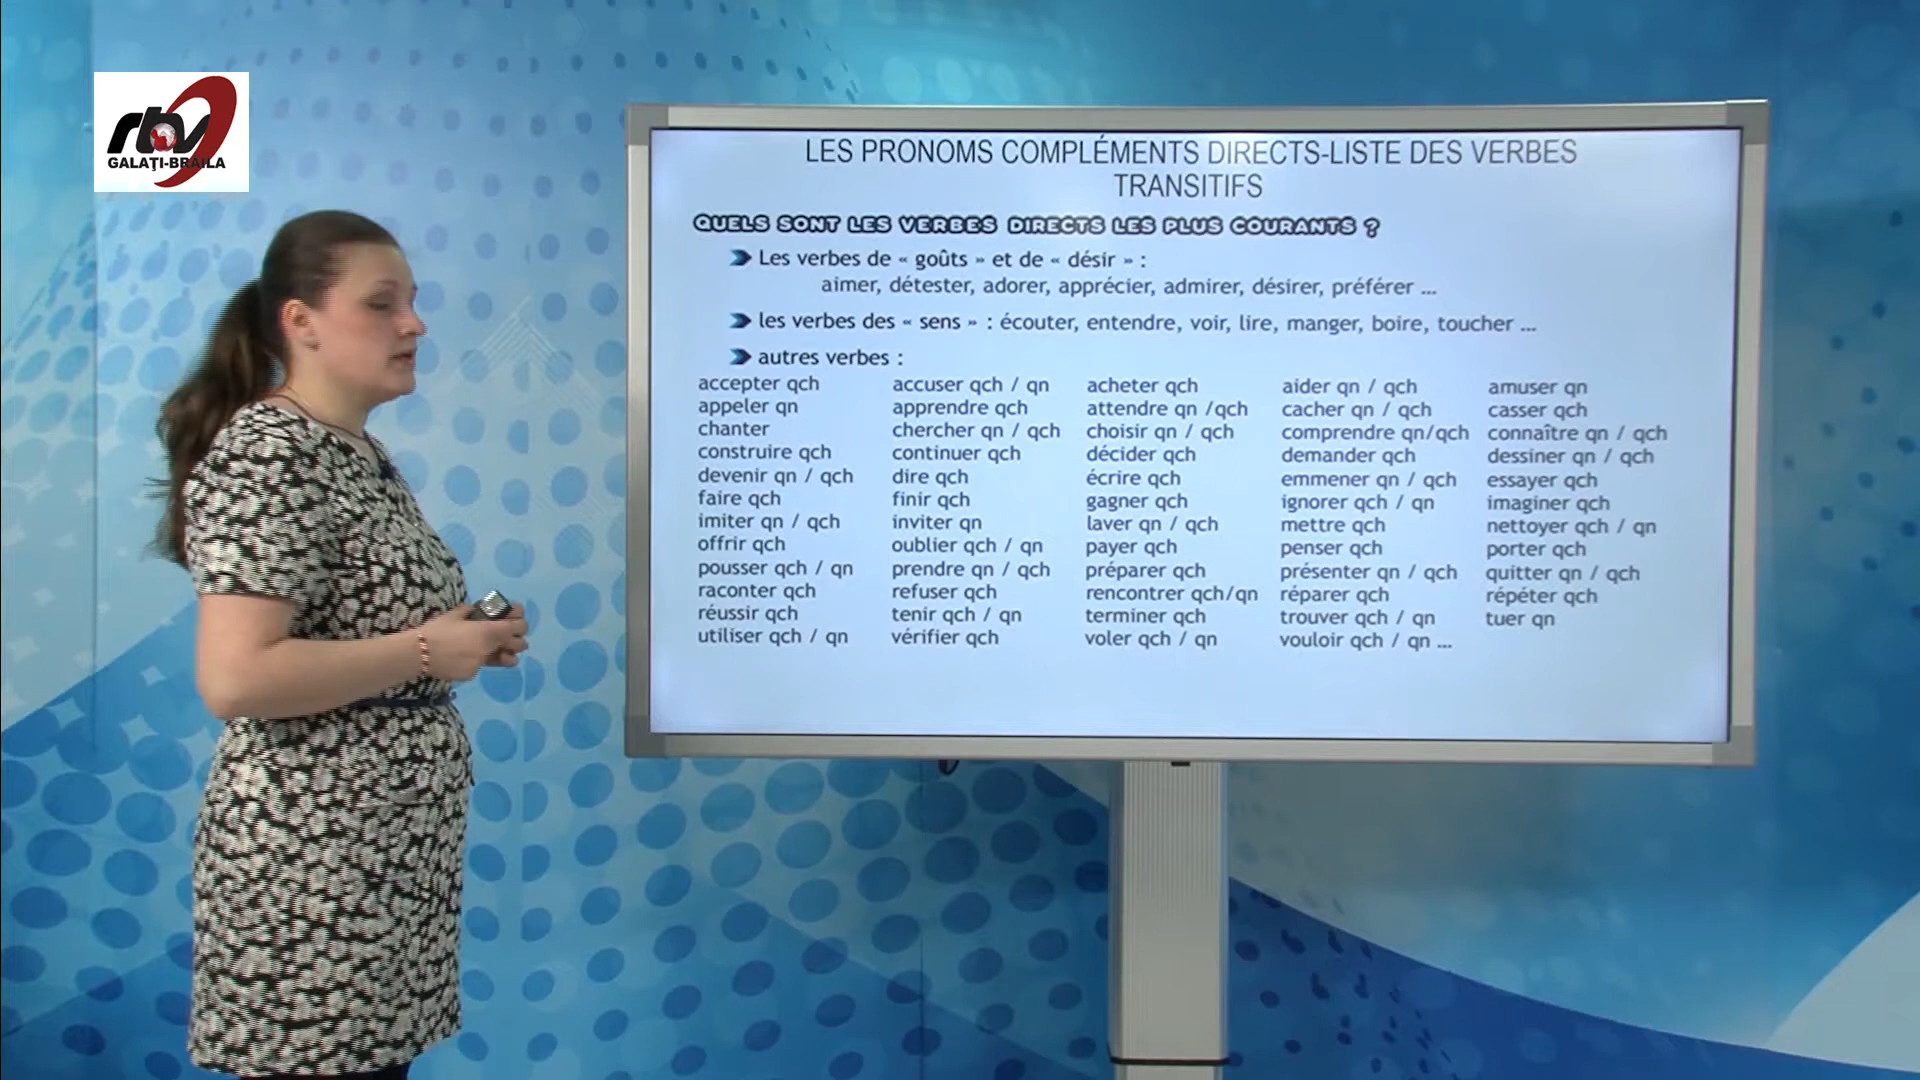 rtv
GALAŢI-BRĂILA
LES PRONOMS COMPLÉMENTS DIRECTS-LISTE DES VERBES
TRANSITIFS
QUELS SONT LES VERBES DIRECTS LES PLUS COURANTS ?
Les verbes de « goûts » et de « désir » :
aimer, détester, adorer, apprécier, admirer, désirer, préférer ...
les verbes des « sens » : écouter, entendre, voir, lire, manger, boire, toucher ...
autres verbes :
accepter qch accuser qch / qn acheter qch aider qn / qch amuser qn
appeler qn apprendre qch attendre qn /qch cacher qn / qch casser qch
chanter chercher qn / qch choisir qn / qch comprendre qn/qch connaître qn / qch
construire qch continuer qch décider qch demander qch dessiner qn / qch
devenir qn / qch dire qch écrire qch emmener qn / qch essayer qch
faire qch finir qch gagner qch ignorer qch / qn imaginer qch
imiter qn / qch inviter qn laver qn / qch mettre qch nettoyer qch / qn
offrir qch oublier qch / qn payer qch penser qch porter qch
pousser qch / qn prendre qn / qch préparer qch présenter qn / qch quitter qn / qch
raconter qch refuser qch rencontrer qch/qn réparer qch répéter qch
réussir qch tenir qch / qn terminer qch trouver qch / qn tuer qn
utiliser qch / qn vérifier qch voler qch / qn vouloir qch / qn ...